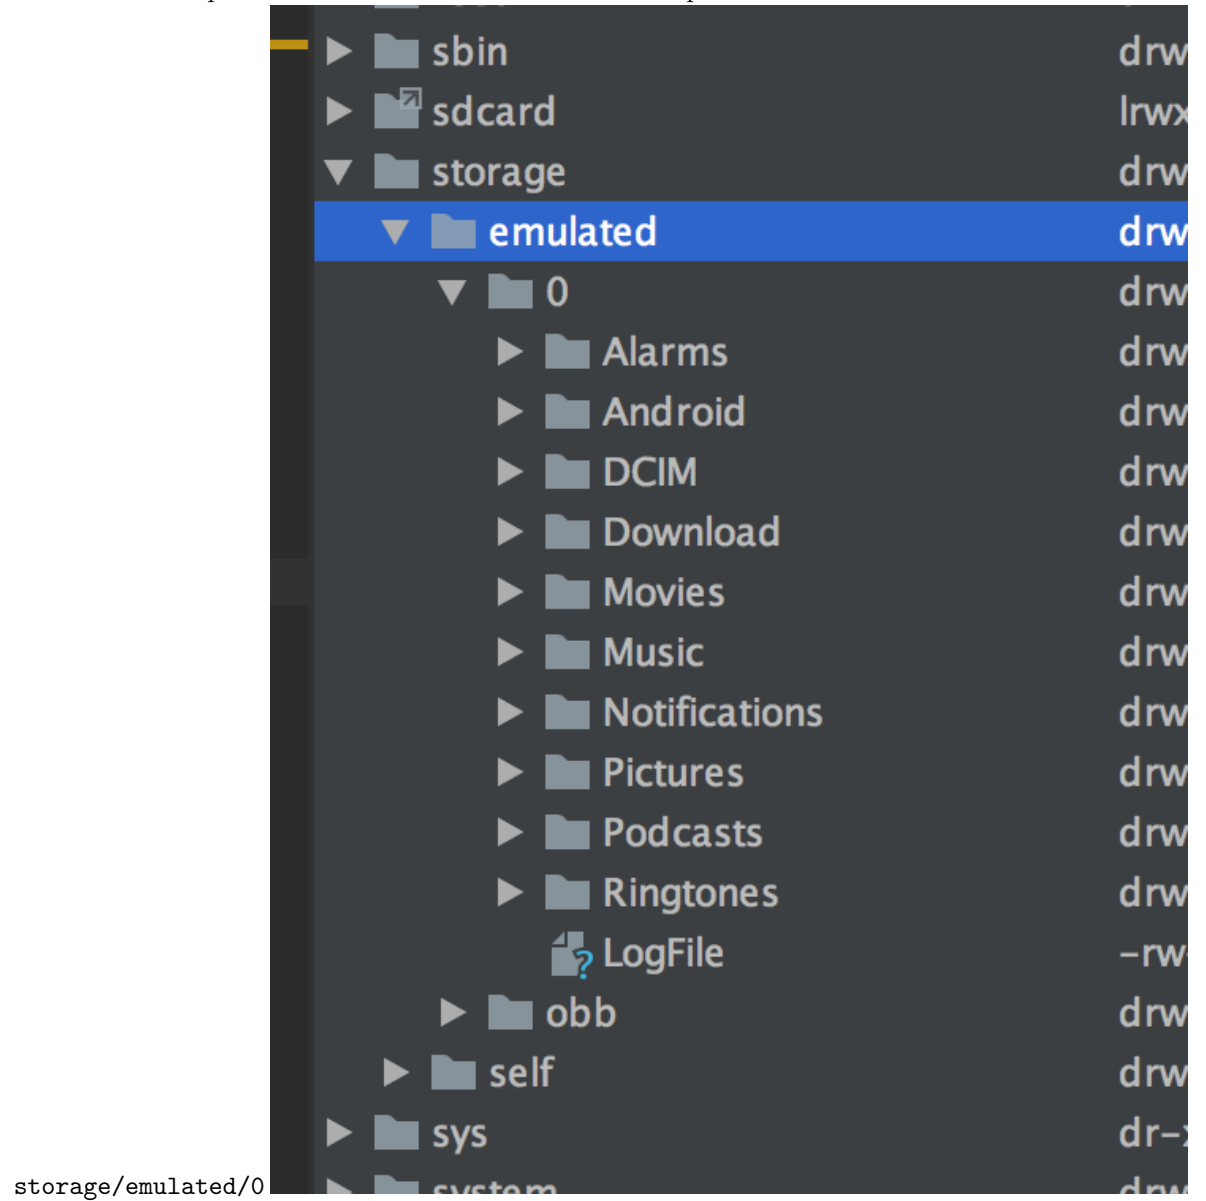 sbin drw
sdcard lrwx
storage drw
emulated drw
0 drw
Alarms drw
Android drw
DCIM drw
Download drw
Movies drw
Music drw
Notifications drw
Pictures drw
Podcasts drw
Ringtones drw
LogFile -rw-
obb drw
self drw
sys dr-x
system drw
storage/emulated/0